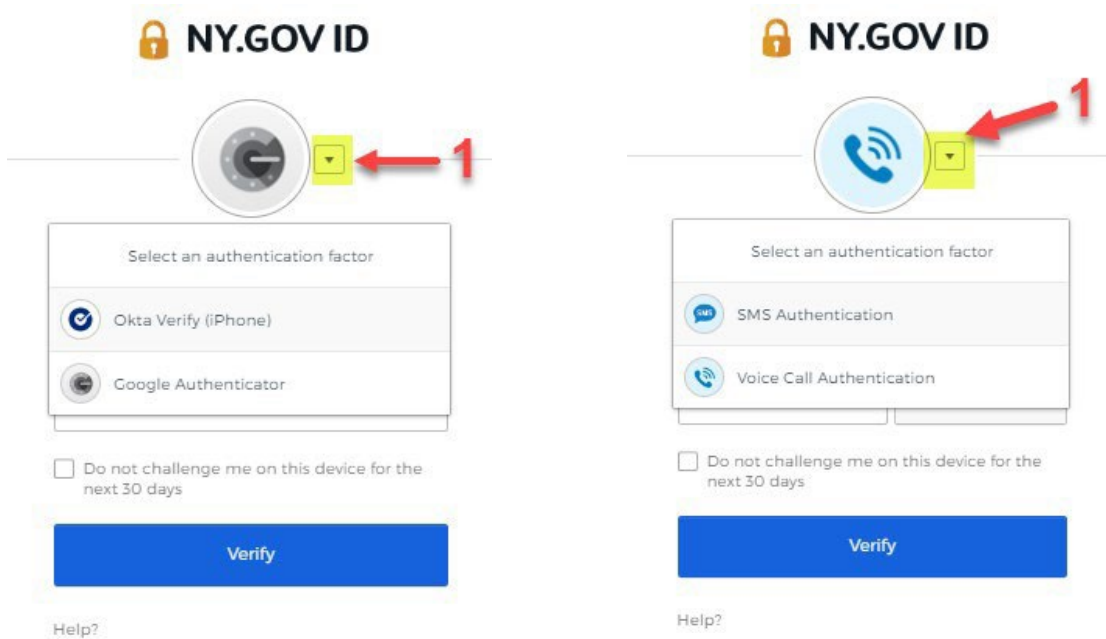 NY.GOV ID
1
Select an authentication factor
Okta Verify (iPhone)
Google Authenticator
Do not challenge me on this device for the
next 30 days
Verify
Help?
NY.GOV ID
1
Select an authentication factor
SMS
SMS Authentication
Voice Call Authentication
Do not challenge me on this device for the
next 30 days
Verify
Help?